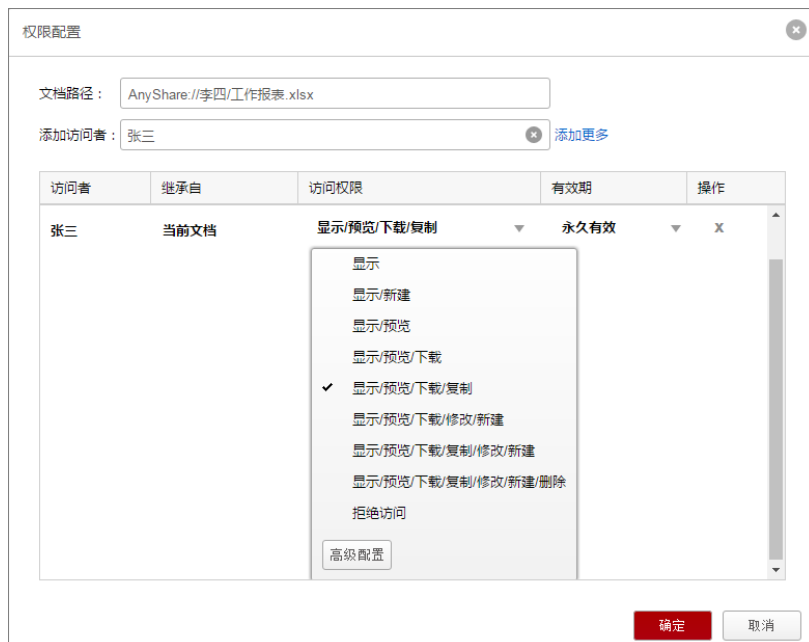 权限配置
文档路径： AnyShare://李四/工作报表.xlsx
添加访问者： 张三 添加更多
访问者 继承自 访问权限 有效期 操作
张三 当前文档 显示/预览/下载/复制 永久有效 x
显示
显示/新建
显示/预览
显示/预览/下载
✔ 显示/预览/下载/复制
显示/预览/下载/修改/新建
显示/预览/下载/复制/修改/新建
显示/预览/下载/复制/修改/新建/删除
拒绝访问
高级配置
确定 取消